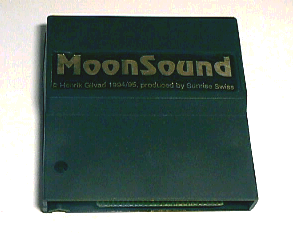 MoonSound
© Henrik Gilvad 1994/95, produced by Sunrise Swiss